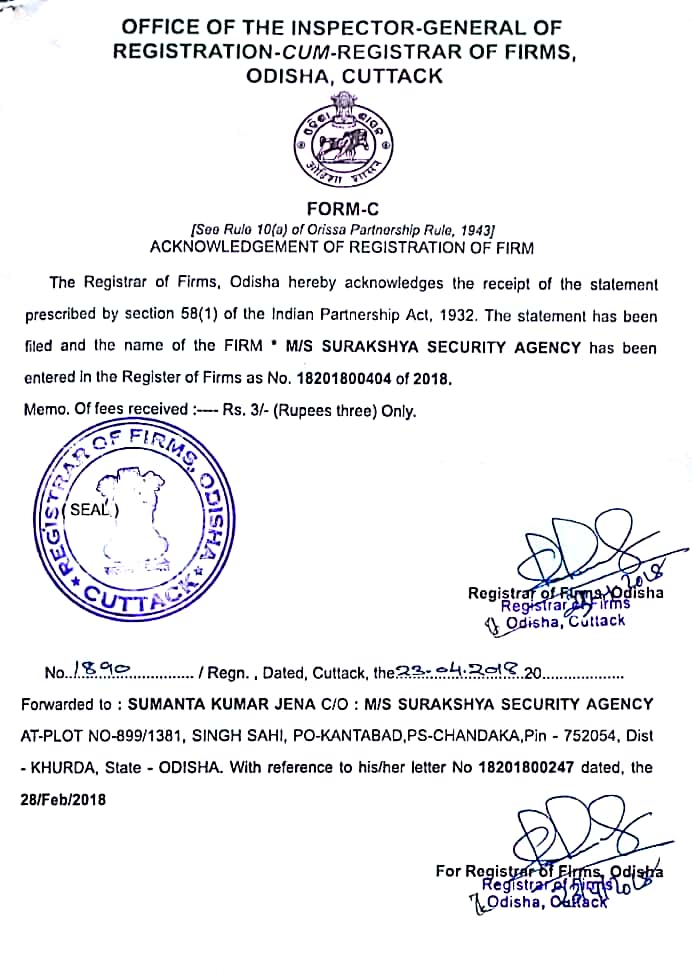 OFFICE OF THE INSPECTOR-GENERAL OF
REGISTRATION-CUM-REGISTRAR OF FIRMS,
ODISHA, CUTTACK
ଓଡ଼ିଶା ଶାସନ
ओड़िशा शासन
FORM-C
[See Rule 10(a) of Orissa Partnership Rule, 1943]
ACKNOWLEDGEMENT OF REGISTRATION OF FIRM
The Registrar of Firms, Odisha hereby acknowledges the receipt of the statement
prescribed by section 58(1) of the Indian Partnership Act, 1932. The statement has been
filed and the name of the FIRM * M/S SURAKSHYA SECURITY AGENCY has been
entered in the Register of Firms as No. 18201800404 of 2018.
Memo. Of fees received :---- Rs. 3/- (Rupees three) Only.
REGISTRAR OF FIRMS, ODISHA
( SEAL )
★ CUTTACK ★
Registrar of Firms, Odisha
Registrar of Firms
Odisha, Cuttack
No..1890................ / Regn. , Dated, Cuttack, the 23-04.2018.20...................
Forwarded to : SUMANTA KUMAR JENA C/O : M/S SURAKSHYA SECURITY AGENCY
AT-PLOT NO-899/1381, SINGH SAHI, PO-KANTABAD,PS-CHANDAKA,Pin - 752054, Dist
- KHURDA, State - ODISHA. With reference to his/her letter No 18201800247 dated, the
28/Feb/2018
For Registrar of Firms, Odisha
Registrar of Firms
Odisha, Cuttack